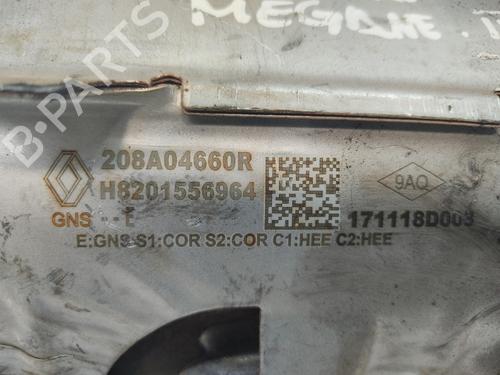 MEGANE
B-PARTS
208A04660R
H8201556964
9AQ
GNS -- E
171118D003
E:GNS S1:COR S2:COR C1:HEE C2:HEE